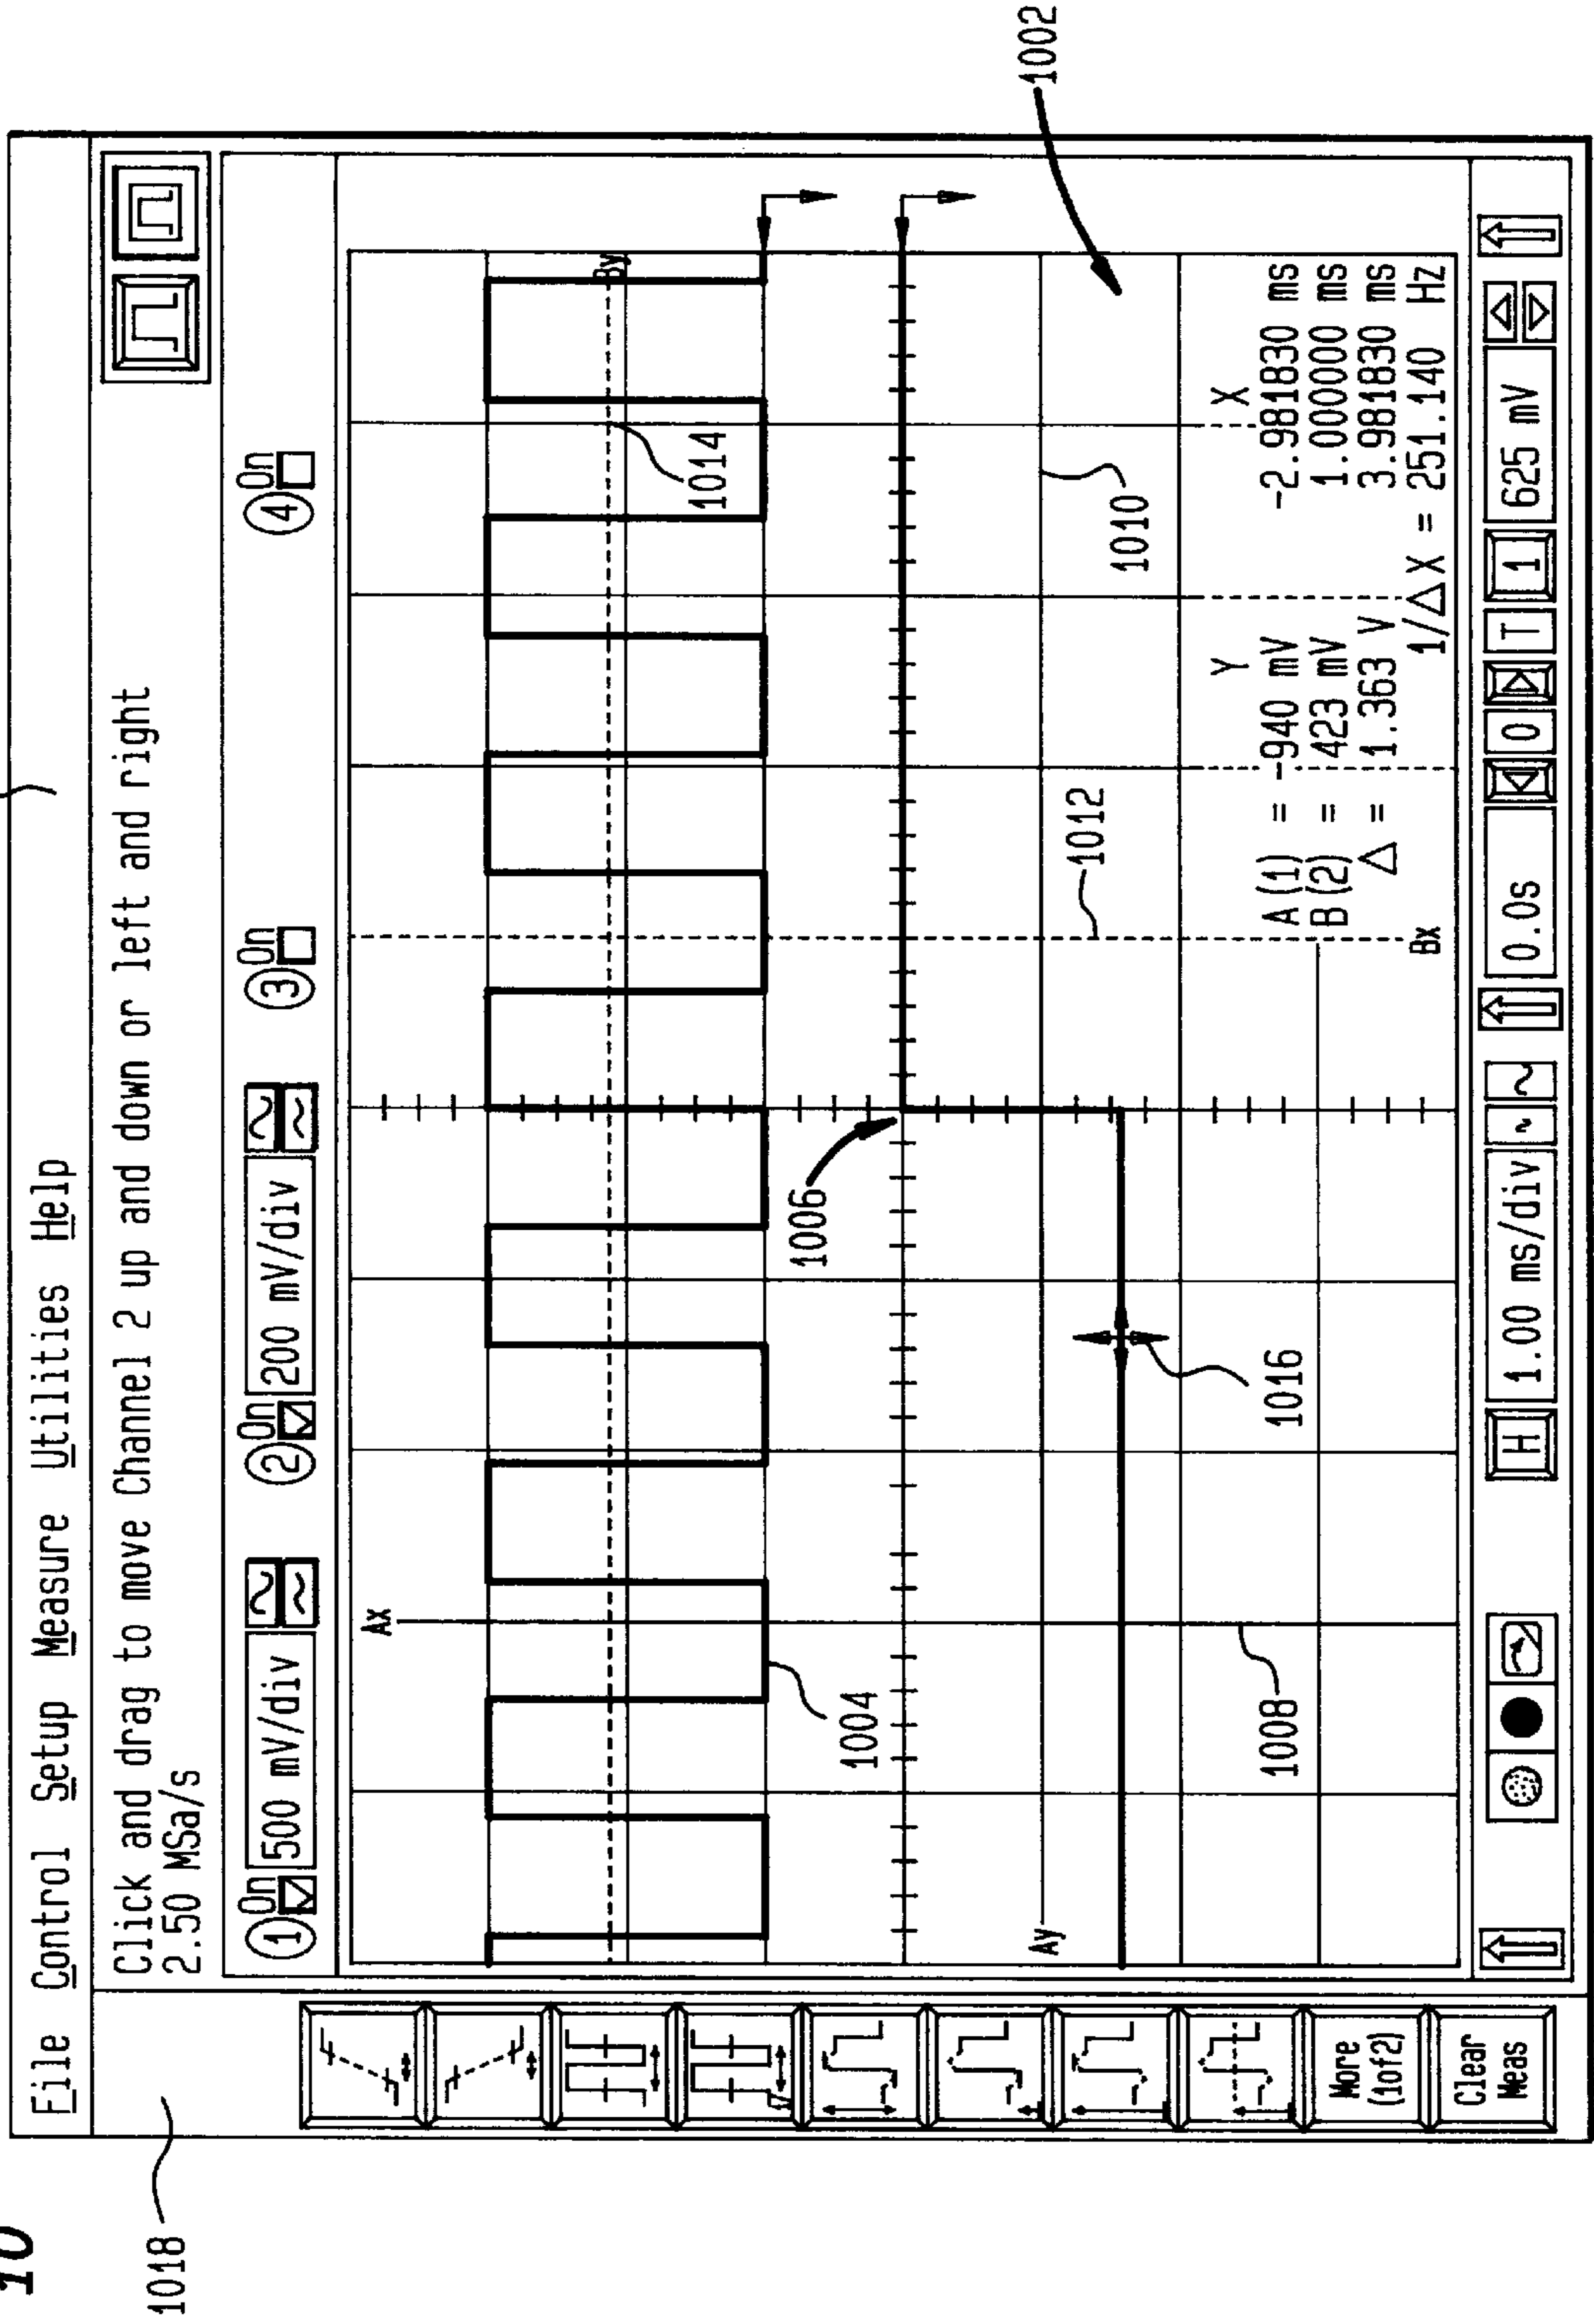 10
File Control Setup Measure Utilities Help
Click and drag to move Channel 2 up and down or left and right
2.50 MSa/s
1 On 500 mV/div 2 On 200 mV/div 3 On 4 On
1018
Ax
By
1014
1004
1006
1002
Ay
1010
1012
1016
1008
Y X
A(1) = -940 mV -2.981830 ms
B(2) = 423 mV 1.000000 ms
△ = 1.363 V 3.981830 ms
1/△X = 251.140 Hz
Bx
More
(1of2)
Clear
Meas
H 1.00 ms/div 0.0s 0 T 1 625 mV